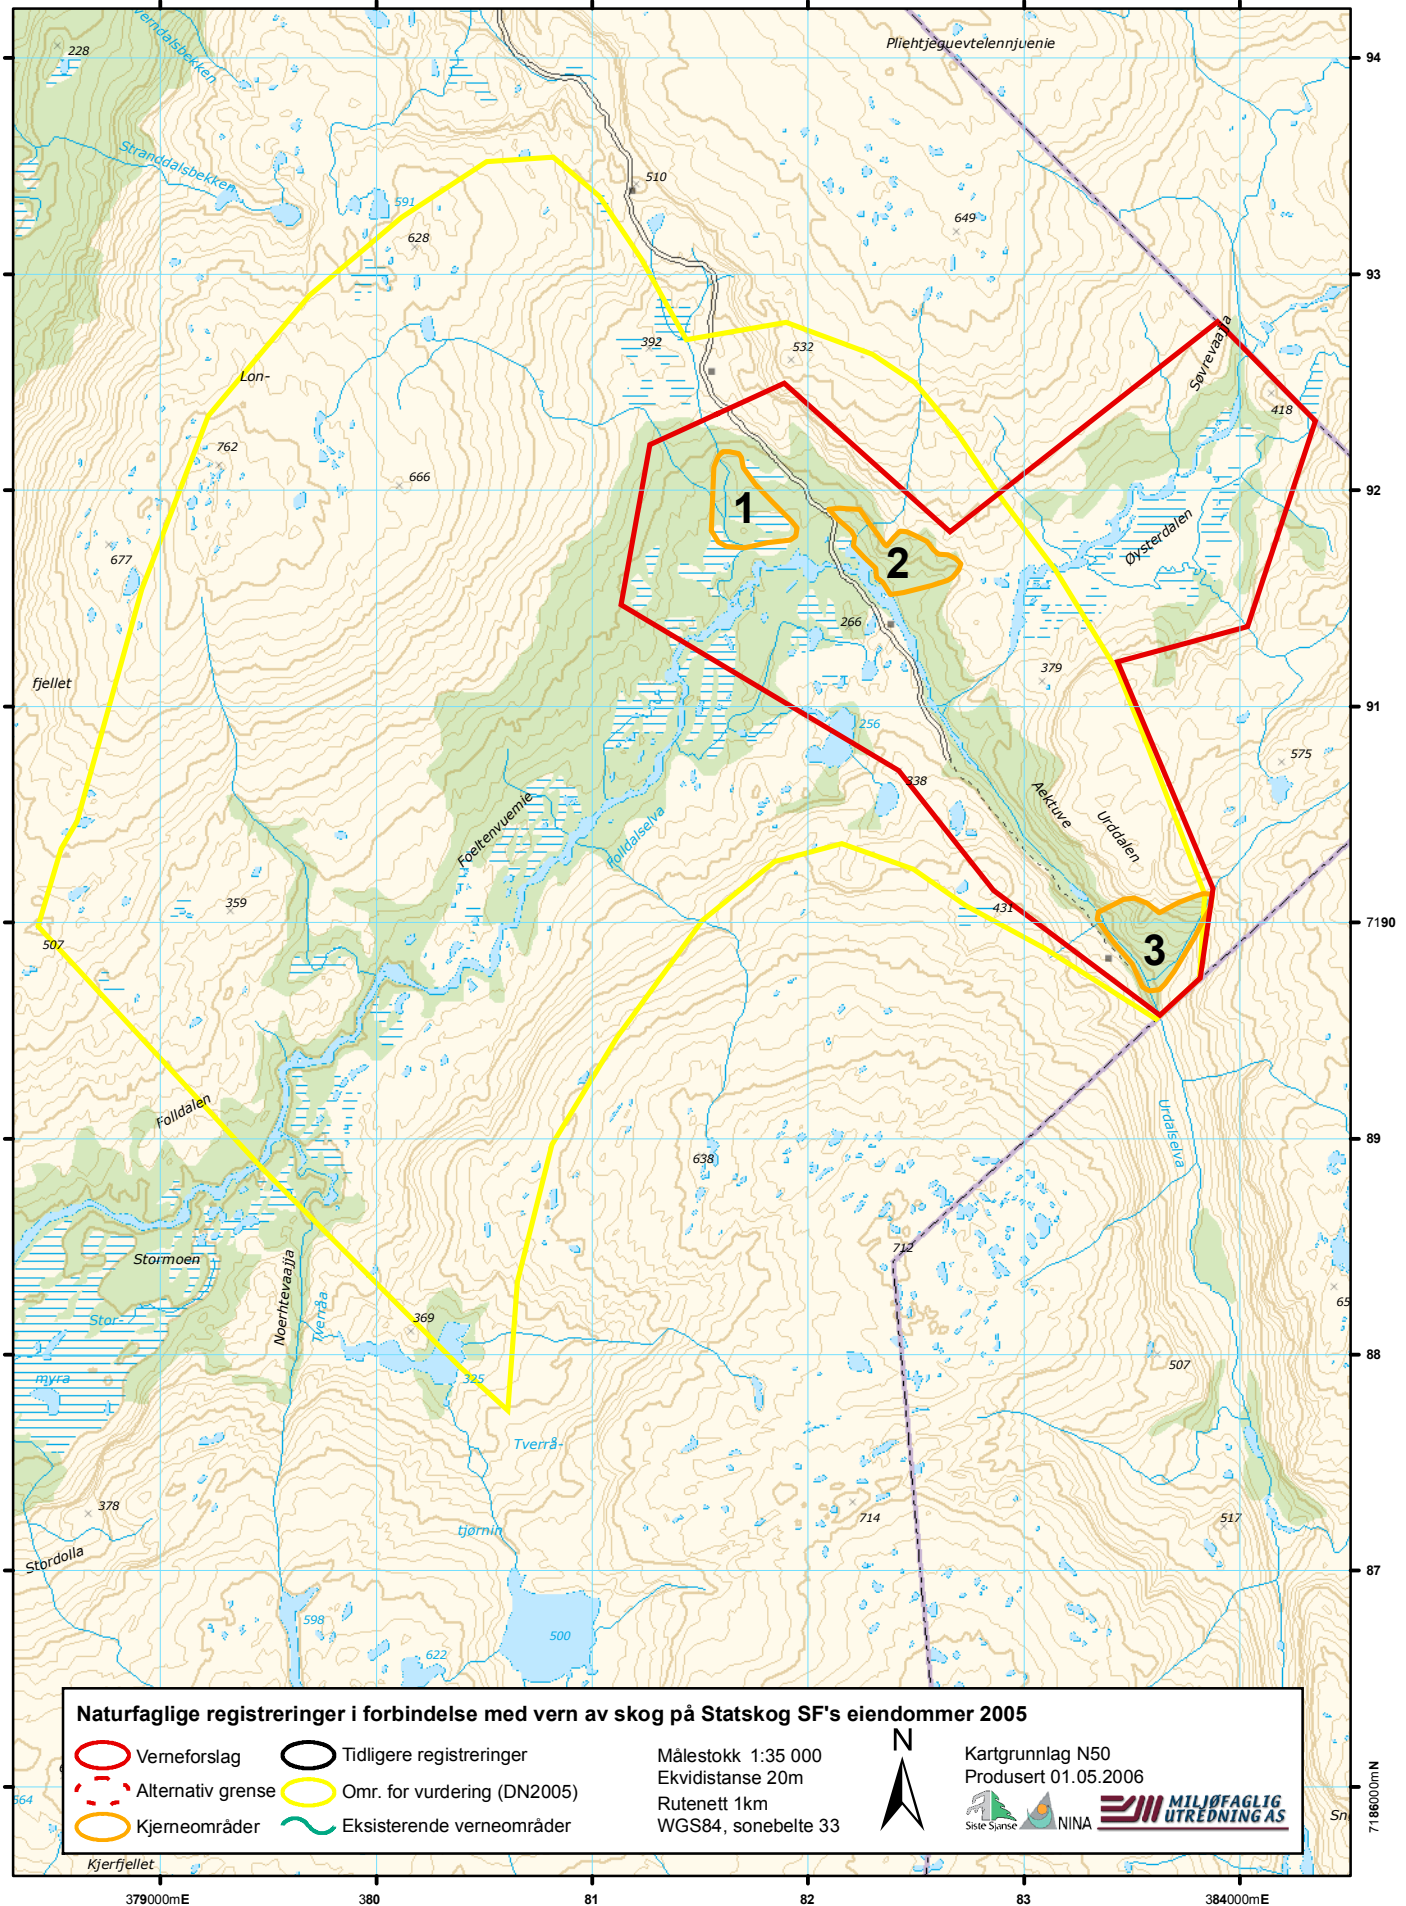 Verndalsbekken
228
Pliehtjeguevtelennjuenie
94
Stranddalsbekken
510
591
628
649
93
Søvrevaajja
392
532
Lon-
418
762
666
92
1
Øysterdalen
677
2
266
379
fjellet
91
256
575
338
Aektuve
Urddalen
Foeltenvuemie
Folldalselva
359
431
7190
507
3
Folldalen
Urdalselva
89
638
Stormoen
712
Noerhtevaajja
Tverråa
Stor-
369
65
88
507
myra
325
Tverrå-
378
714
517
tjørnin
Stordolla
87
598
500
622
Naturfaglige registreringer i forbindelse med vern av skog på Statskog SF's eiendommer 2005
Verneforslag
Tidligere registreringer
Alternativ grense
Omr. for vurdering (DN2005)
Kjerneområder
Eksisterende verneområder
Målestokk 1:35 000
Ekvidistanse 20m
Rutenett 1km
WGS84, sonebelte 33
N
Kartgrunnlag N50
Produsert 01.05.2006
Siste Sjanse
NINA
MILJØFAGLIG
UTREDNING AS
564
Sn
7186000mN
Kjerfjellet
379000mE
380
81
82
83
384000mE